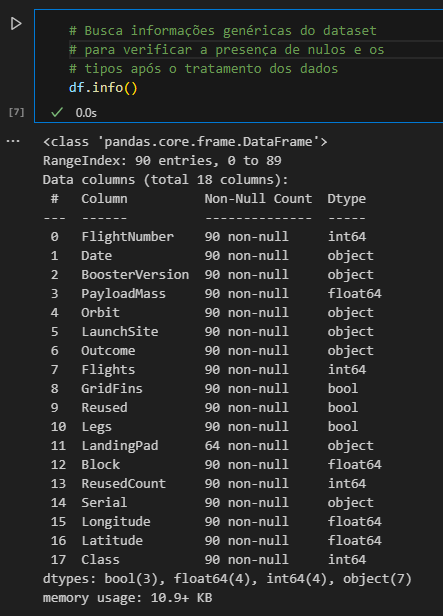 # Busca informações genéricas do dataset
# para verificar a presença de nulos e os
# tipos após o tratamento dos dados
df.info()
[7] 0.0s
... <class 'pandas.core.frame.DataFrame'>
RangeIndex: 90 entries, 0 to 89
Data columns (total 18 columns):
 #   Column          Non-Null Count  Dtype
---  ------          --------------  -----
 0   FlightNumber    90 non-null     int64
 1   Date            90 non-null     object
 2   BoosterVersion  90 non-null     object
 3   PayloadMass     90 non-null     float64
 4   Orbit           90 non-null     object
 5   LaunchSite      90 non-null     object
 6   Outcome         90 non-null     object
 7   Flights         90 non-null     int64
 8   GridFins        90 non-null     bool
 9   Reused          90 non-null     bool
 10  Legs            90 non-null     bool
 11  LandingPad      64 non-null     object
 12  Block           90 non-null     float64
 13  ReusedCount     90 non-null     int64
 14  Serial          90 non-null     object
 15  Longitude       90 non-null     float64
 16  Latitude        90 non-null     float64
 17  Class           90 non-null     int64
dtypes: bool(3), float64(4), int64(4), object(7)
memory usage: 10.9+ KB